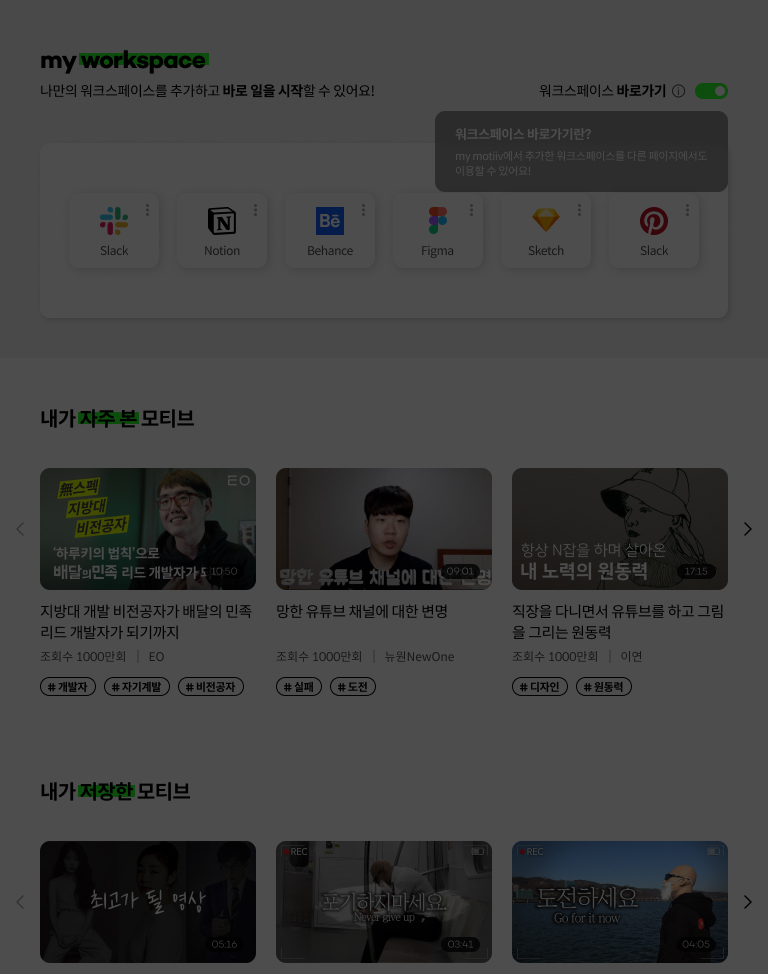 my workspace
나만의 워크스페이스를 추가하고 바로 일을 시작할 수 있어요!
워크스페이스 바로가기
워크스페이스 바로가기란?
my motiiv에서 추가한 워크스페이스를 다른 페이지에서도
이용할 수 있어요!
Slack
Notion
Bē
Behance
Figma
Sketch
Slack
내가 자주 본 모티브
EO
無스펙
지방대
비전공자
'하루키의 법칙'으로
배달의민족 리드 개발자가 되
10:50
망한 유튜브 채널에 대한 변명
09:01
항상 N잡을 하며 살아온
내 노력의 원동력
17:15
지방대 개발 비전공자가 배달의 민족
리드 개발자가 되기까지
조회수 1000만회 | EO
# 개발자 # 자기계발 # 비전공자
망한 유튜브 채널에 대한 변명
조회수 1000만회 | 뉴원NewOne
# 실패 # 도전
직장을 다니면서 유튜브를 하고 그림
을 그리는 원동력
조회수 1000만회 | 이연
# 디자인 # 원동력
내가 저장한 모티브
최고가 될 영상
05:16
REC
포기하지마세요.
Never give up
03:41
REC
도전하세요
Go for it now
04:05